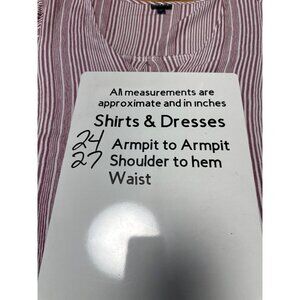 All measurements are
approximate and in inches
Shirts & Dresses
24 Armpit to Armpit
27 Shoulder to hem
Waist